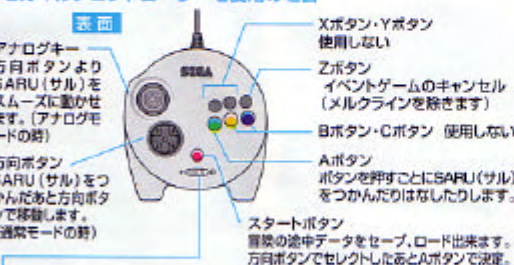 表面
アナログキー
方向ボタンより
SARU(サル)を
スムーズに動かせ
ます。(アナログモ
ードの時)
方向ボタン
SARU(サル)をつ
かんだあと方向ボタ
ンで移動します。
(通常モードの時)
SEGA
Xボタン・Yボタン
使用しない
Zボタン
イベントゲームのキャンセル
(メルクラインを除きます)
Bボタン・Cボタン 使用しない
Aボタン
ボタンを押すごとにSARU(サル)
をつかんだりはなしたりします。
スタートボタン
冒険の途中データをセーブ、ロード出来ます。
方向ボタンでセレクトしたあとAボタンで決定。